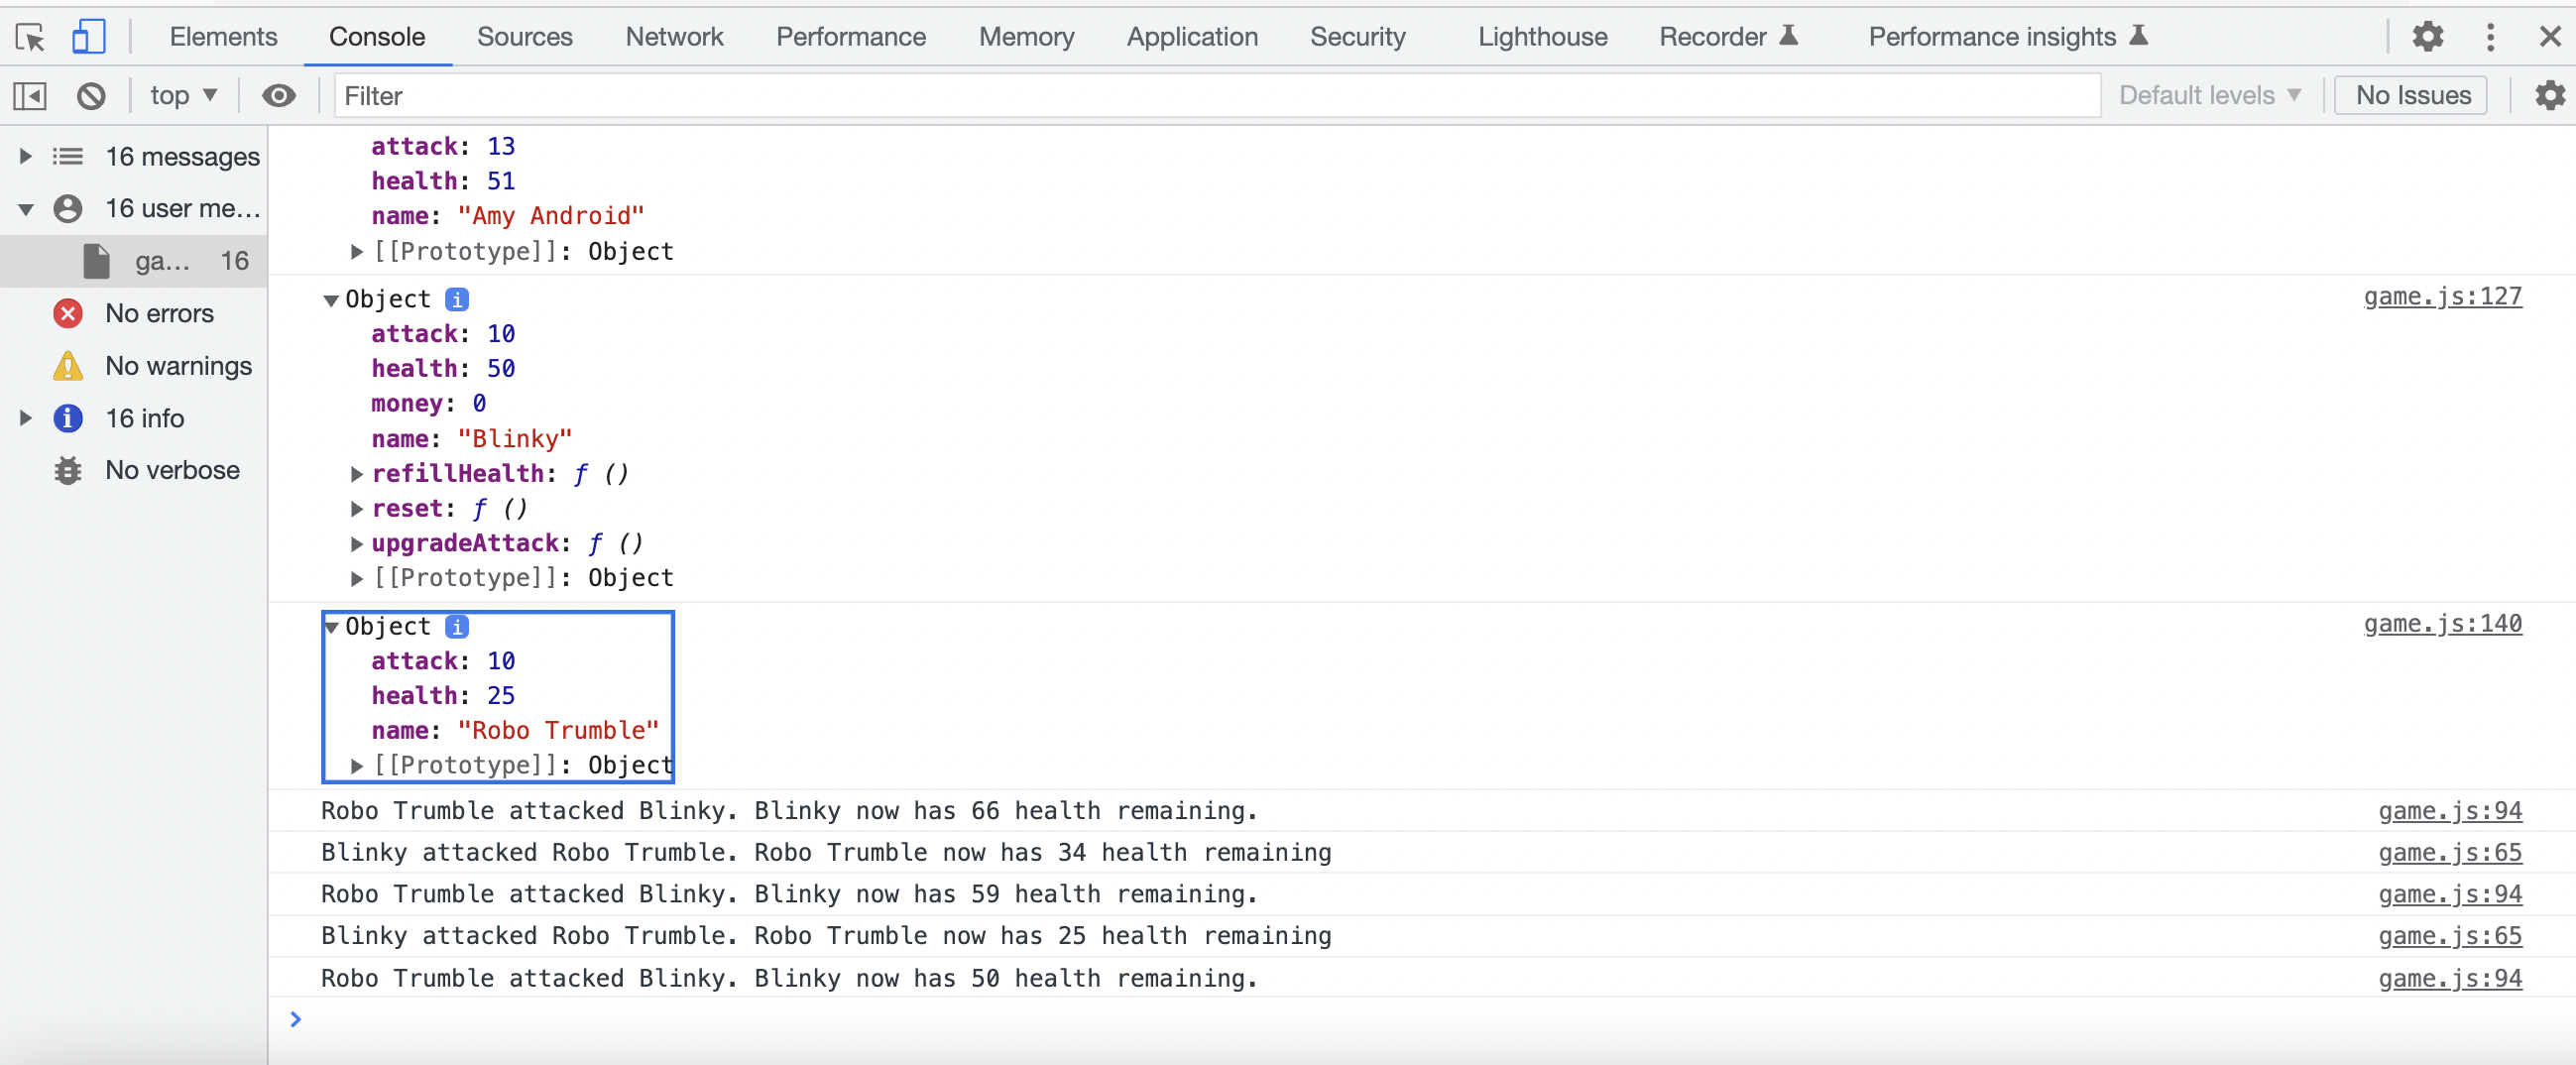 Elements Console Sources Network Performance Memory Application Security Lighthouse Recorder Performance insights
top Filter Default levels No Issues
16 messages
16 user me...
ga... 16
No errors
No warnings
16 info
No verbose
attack: 13
health: 51
name: "Amy Android"
[[Prototype]]: Object
Object i game.js:127
attack: 10
health: 50
money: 0
name: "Blinky"
refillHealth: ƒ ()
reset: ƒ ()
upgradeAttack: ƒ ()
[[Prototype]]: Object
Object i game.js:140
attack: 10
health: 25
name: "Robo Trumble"
[[Prototype]]: Object
Robo Trumble attacked Blinky. Blinky now has 66 health remaining. game.js:94
Blinky attacked Robo Trumble. Robo Trumble now has 34 health remaining game.js:65
Robo Trumble attacked Blinky. Blinky now has 59 health remaining. game.js:94
Blinky attacked Robo Trumble. Robo Trumble now has 25 health remaining game.js:65
Robo Trumble attacked Blinky. Blinky now has 50 health remaining. game.js:94